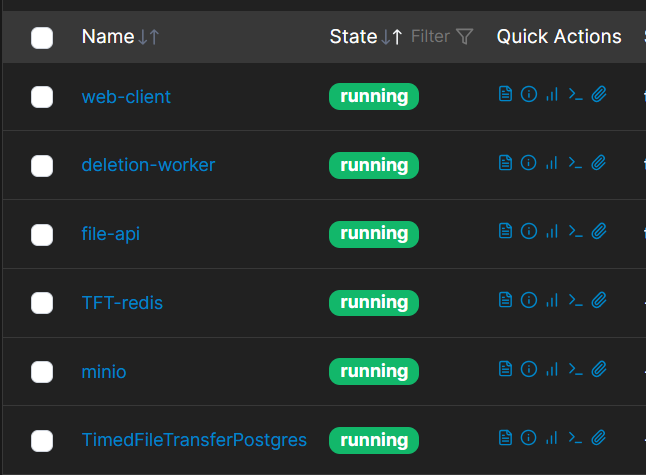 Name State Filter Quick Actions
web-client running
deletion-worker running
file-api running
TFT-redis running
minio running
TimedFileTransferPostgres running